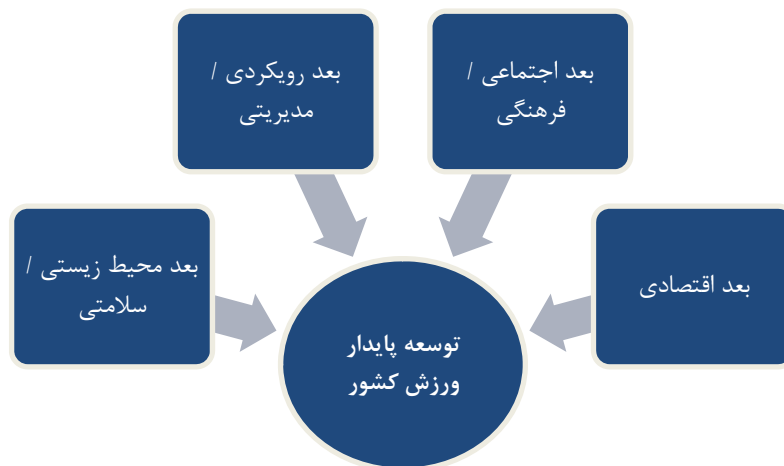 بعد رویکردی /
مدیریتی
بعد اجتماعی /
فرهنگی
بعد محیط زیستی /
سلامتی
بعد اقتصادی
توسعه پایدار
ورزش کشور